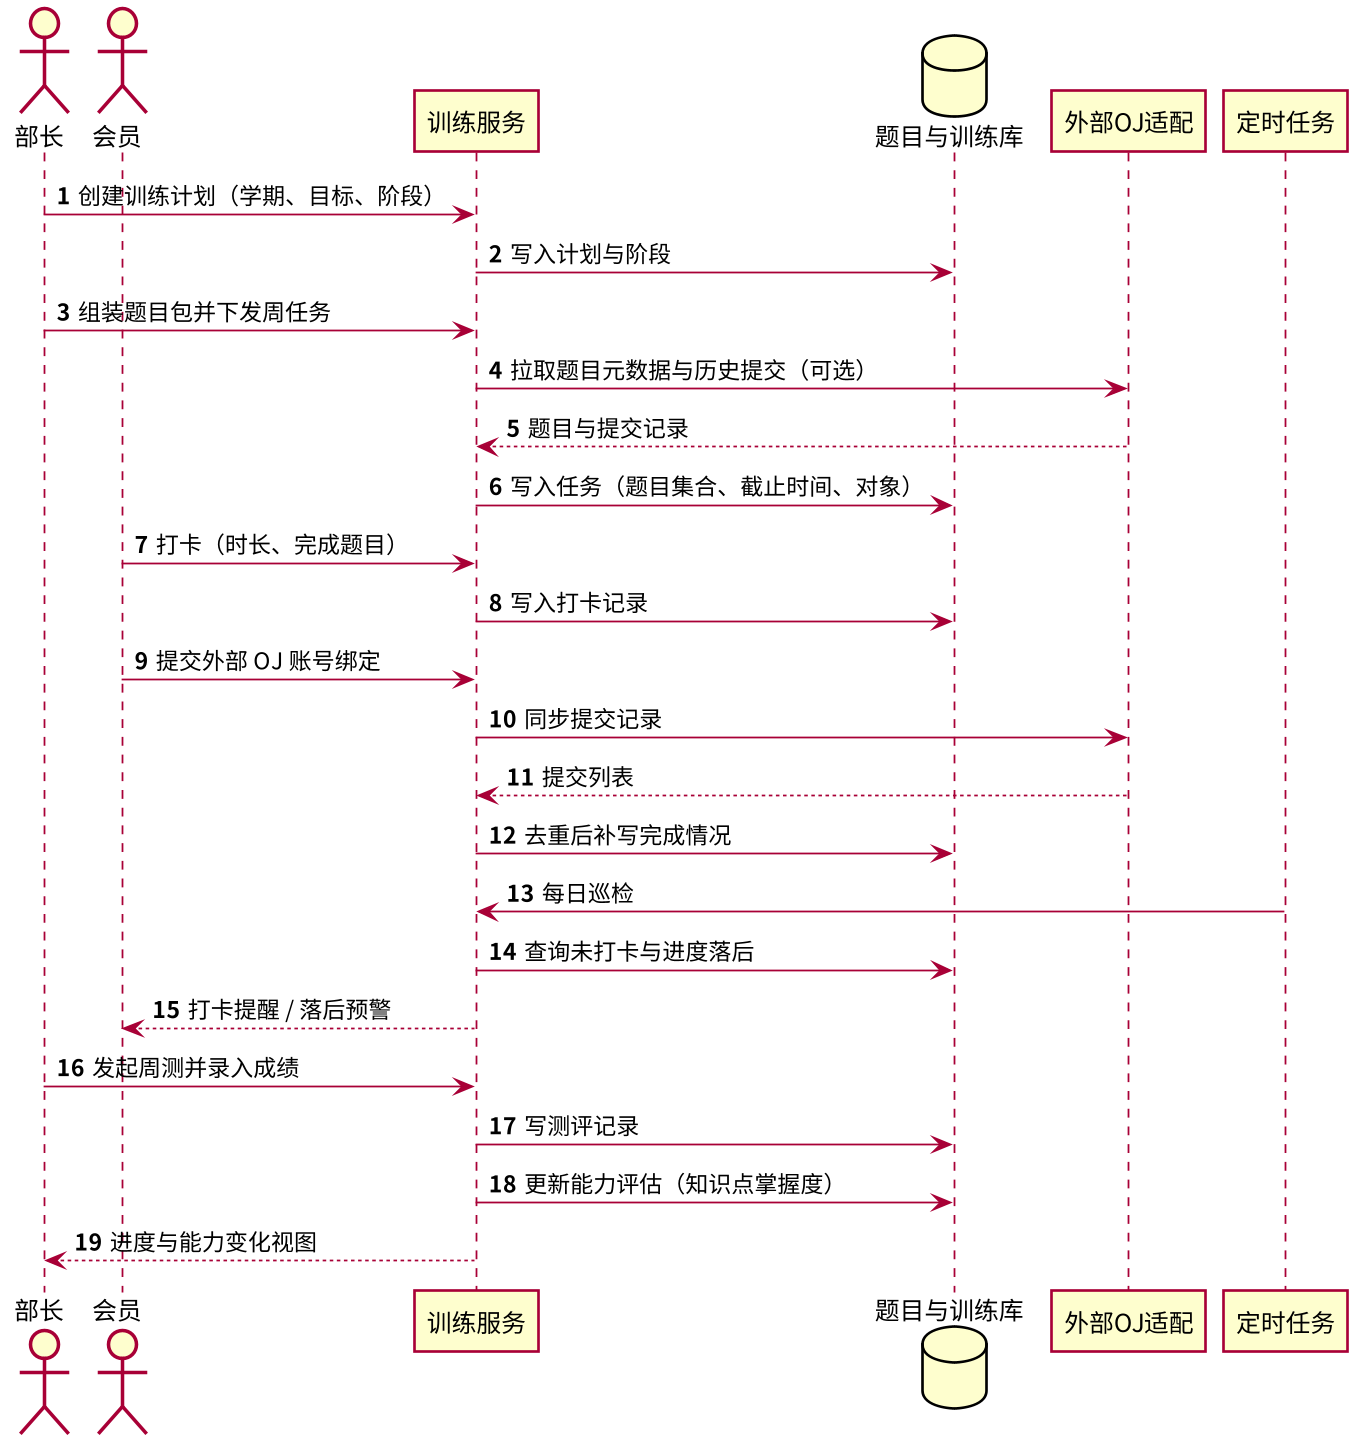 部长
会员
训练服务
题目与训练库
外部OJ适配
定时任务
1 创建训练计划（学期、目标、阶段）
2 写入计划与阶段
3 组装题目包并下发周任务
4 拉取题目元数据与历史提交（可选）
5 题目与提交记录
6 写入任务（题目集合、截止时间、对象）
7 打卡（时长、完成题目）
8 写入打卡记录
9 提交外部 OJ 账号绑定
10 同步提交记录
11 提交列表
12 去重后补写完成情况
13 每日巡检
14 查询未打卡与进度落后
15 打卡提醒 / 落后预警
16 发起周测并录入成绩
17 写测评记录
18 更新能力评估（知识点掌握度）
19 进度与能力变化视图
部长
会员
训练服务
题目与训练库
外部OJ适配
定时任务